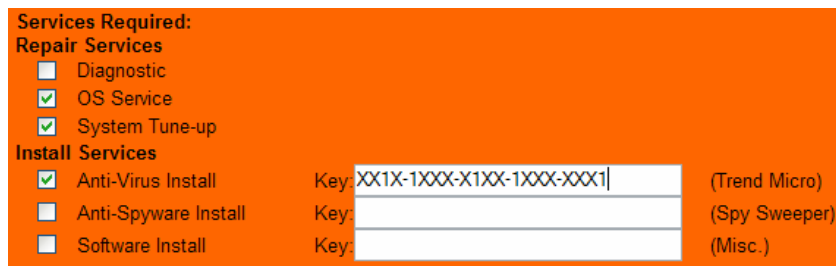 Services Required:
Repair Services
Diagnostic
OS Service
System Tune-up
Install Services
Anti-Virus Install Key: XX1X-1XXX-X1XX-1XXX-XXX1 (Trend Micro)
Anti-Spyware Install Key: (Spy Sweeper)
Software Install Key: (Misc.)